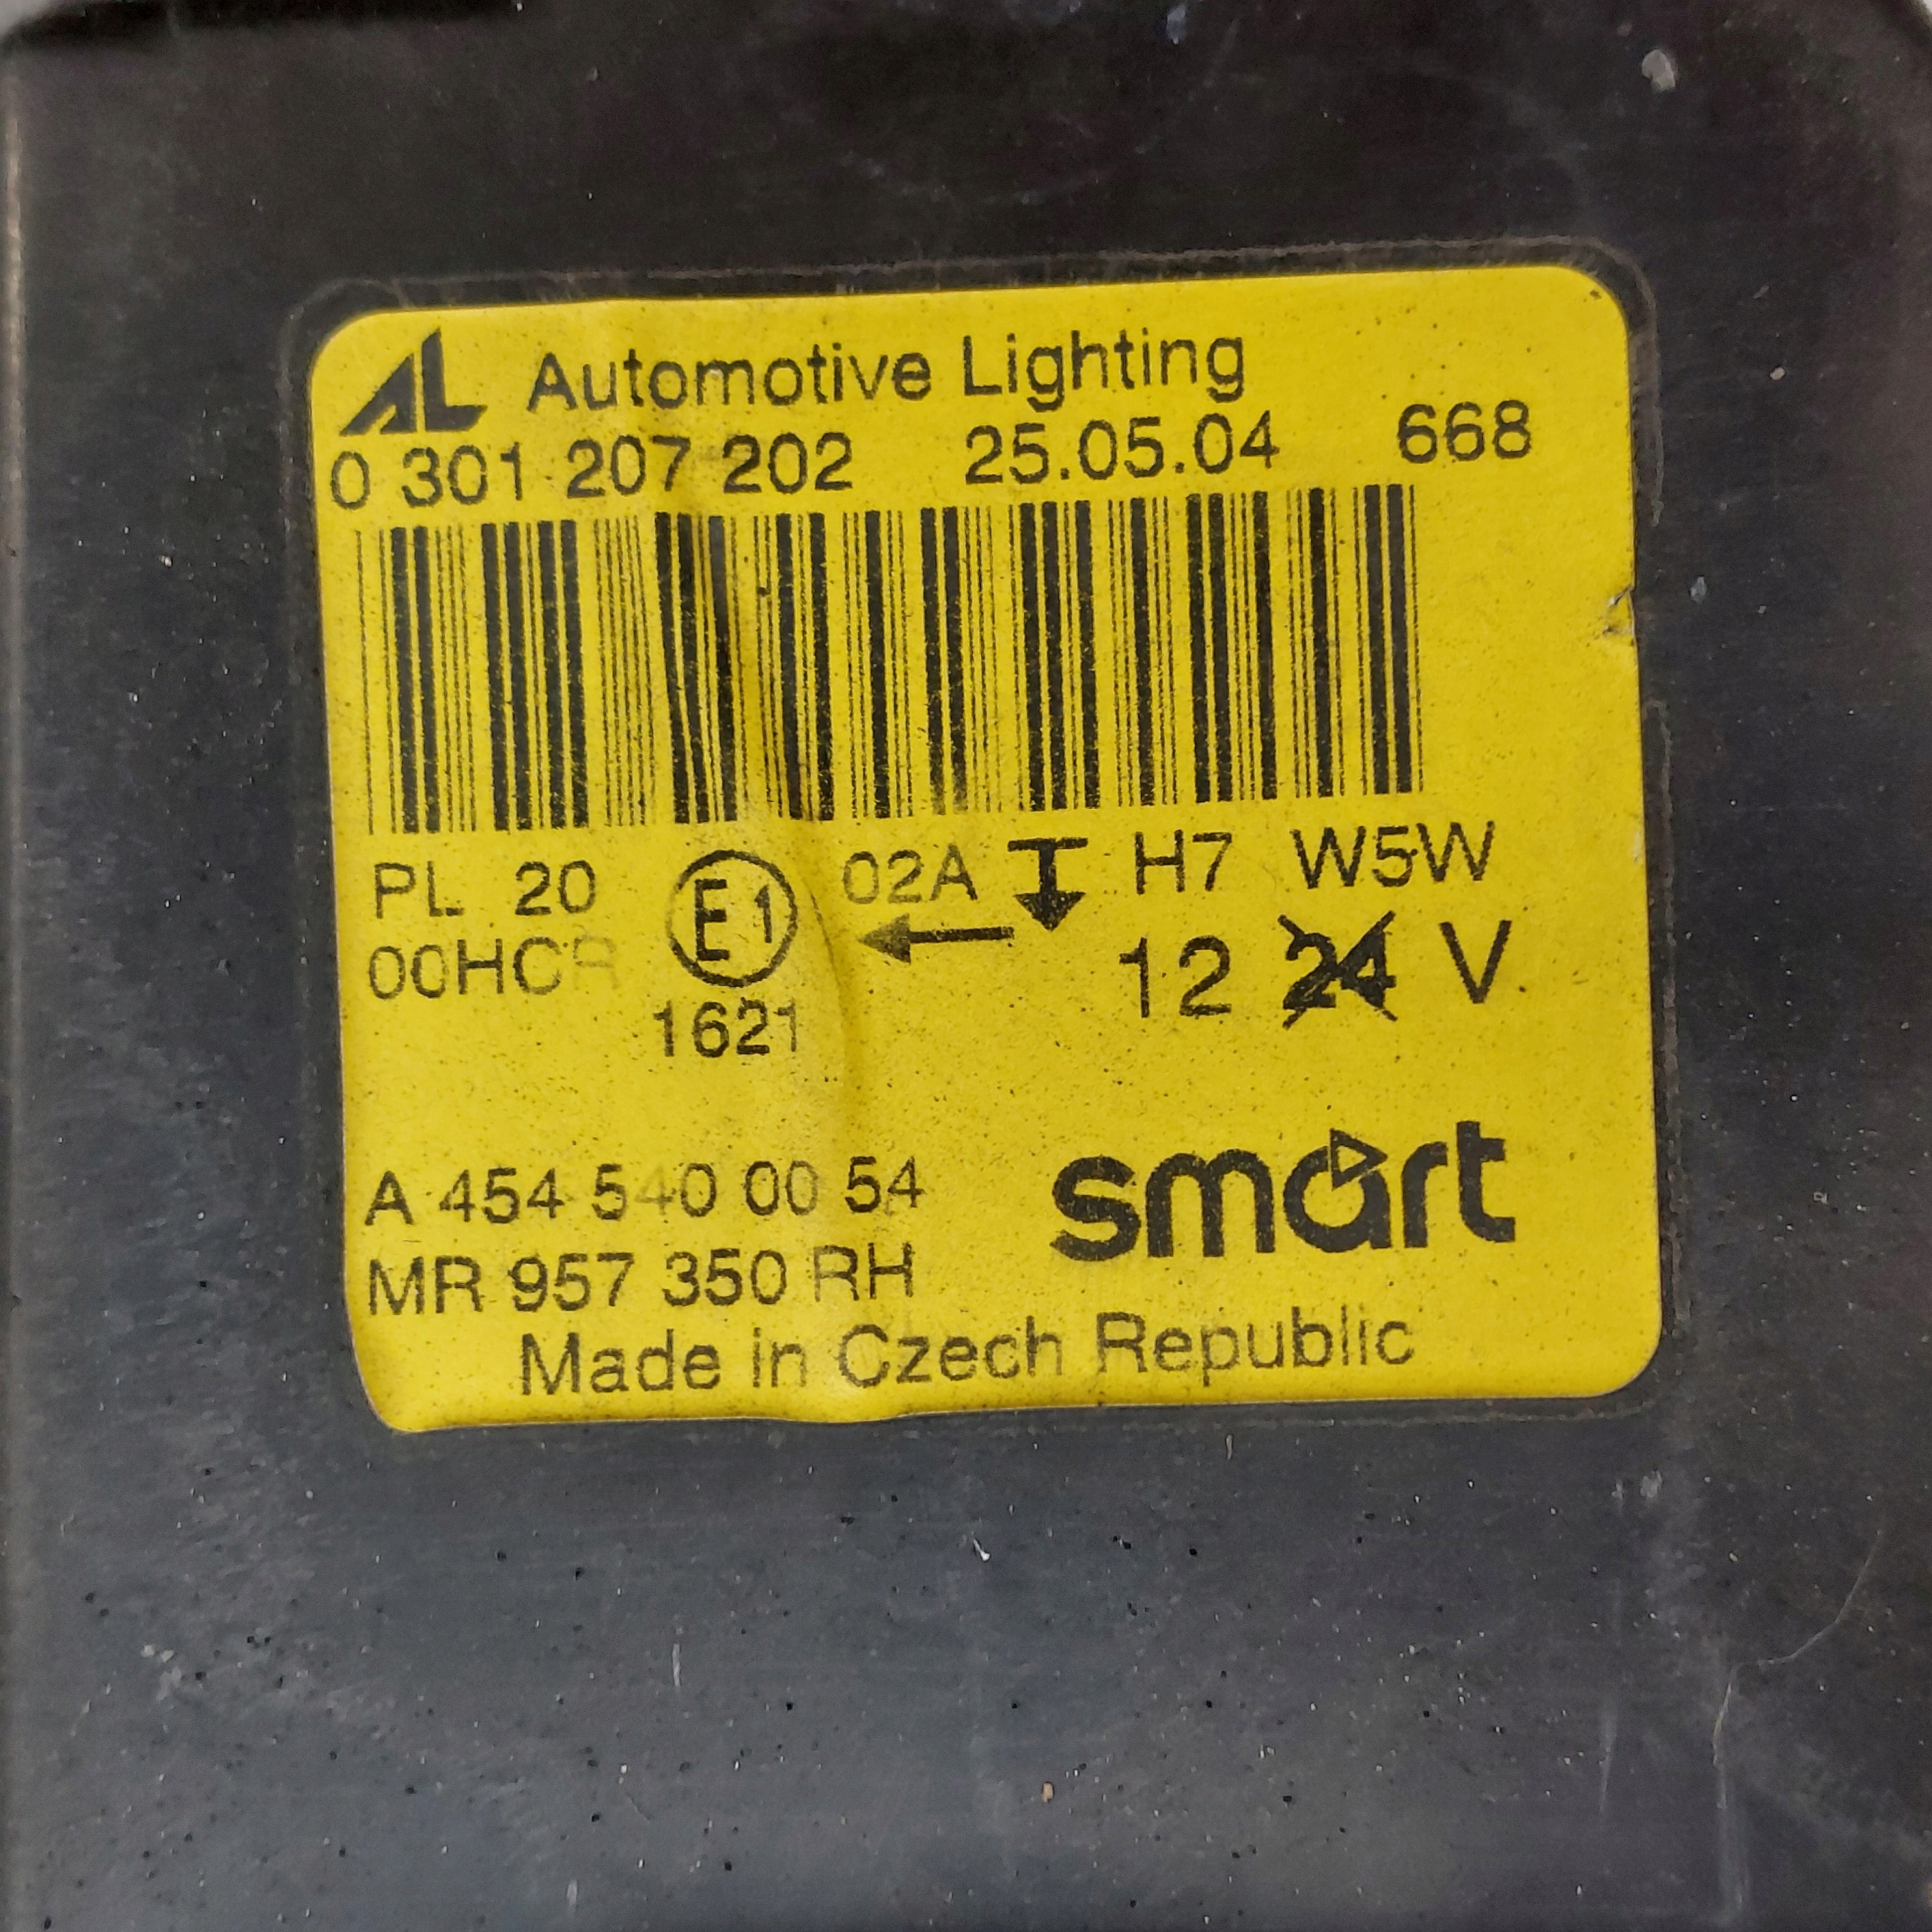 AL Automotive Lighting
0 301 207 202 25.05.04 668
PL 20 E1 02A H7 W5W
00HCR 12 24 V
1621
A 454 540 00 54 smart
MR 957 350 RH
Made in Czech Republic